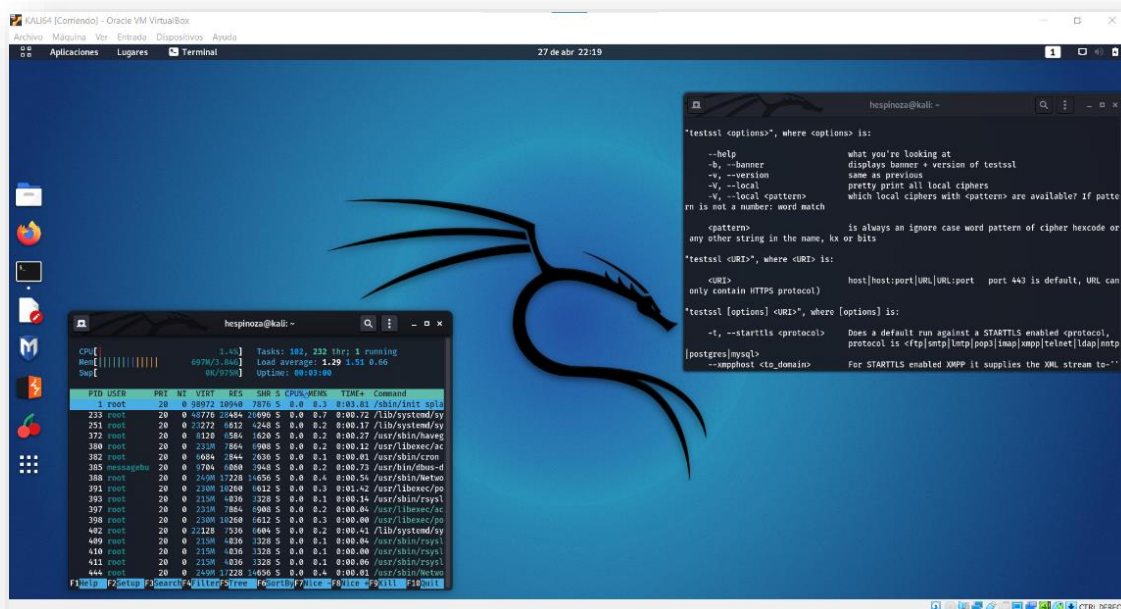 KALI64 [Corriendo] - Oracle VM VirtualBox
Archivo Máquina Ver Entrada Dispositivos Ayuda
Aplicaciones Lugares Terminal 27 de abr 22:19 1
hespinoza@kali: ~
"testssl <options>", where <options> is:
--help what you're looking at
-b, --banner displays banner + version of testssl
-v, --version same as previous
-V, --local pretty print all local ciphers
-V, --local <pattern> which local ciphers with <pattern> are available? If patte
rn is not a number: word match
<pattern> is always an ignore case word pattern of cipher hexcode or
any other string in the name, kx or bits
"testssl <URI>", where <URI> is:
<URI> host|host:port|URL|URL:port port 443 is default, URL can
only contain HTTPS protocol)
"testssl [options] <URI>", where [options] is:
-t, --starttls <protocol> Does a default run against a STARTTLS enabled <protocol,
protocol is <ftp|smtp|lmtp|pop3|imap|xmpp|telnet|ldap|nntp
|postgres|mysql>
--xmpphost <to_domain> For STARTTLS enabled XMPP it supplies the XML stream to-''
hespinoza@kali: ~
CPU[ 1.4%] Tasks: 102, 232 thr; 1 running
Mem[|||||||||||||| 697M/3.84G] Load average: 1.29 1.51 0.66
Swp[ 0K/975M] Uptime: 00:03:00
PID USER PRI NI VIRT RES SHR S CPU% MEM% TIME+ Command
1 root 20 0 98972 10940 7876 S 0.0 0.3 0:03.81 /sbin/init spla
233 root 20 0 48776 28484 26696 S 0.0 0.7 0:00.72 /lib/systemd/sy
251 root 20 0 23272 6612 4248 S 0.0 0.2 0:00.17 /lib/systemd/sy
372 root 20 0 8120 6584 1620 S 0.0 0.2 0:00.27 /usr/sbin/haveg
380 root 20 0 231M 7864 6908 S 0.0 0.2 0:00.12 /usr/libexec/ac
382 root 20 0 6684 2844 2636 S 0.0 0.1 0:00.01 /usr/sbin/cron
385 messagebu 20 0 9704 6060 3948 S 0.0 0.2 0:00.73 /usr/bin/dbus-d
388 root 20 0 249M 17228 14656 S 0.0 0.4 0:00.54 /usr/sbin/Netwo
391 root 20 0 230M 10260 6612 S 0.0 0.3 0:01.42 /usr/libexec/po
393 root 20 0 215M 4036 3328 S 0.0 0.1 0:00.14 /usr/sbin/rsysl
397 root 20 0 231M 7864 6908 S 0.0 0.2 0:00.04 /usr/libexec/ac
398 root 20 0 230M 10260 6612 S 0.0 0.3 0:00.00 /usr/libexec/po
402 root 20 0 22128 7536 6604 S 0.0 0.2 0:00.41 /lib/systemd/sy
409 root 20 0 215M 4036 3328 S 0.0 0.1 0:00.04 /usr/sbin/rsysl
410 root 20 0 215M 4036 3328 S 0.0 0.1 0:00.00 /usr/sbin/rsysl
411 root 20 0 215M 4036 3328 S 0.0 0.1 0:00.06 /usr/sbin/rsysl
444 root 20 0 249M 17228 14656 S 0.0 0.4 0:00.01 /usr/sbin/Netwo
F1Help F2Setup F3Search F4Filter F5Tree F6SortBy F7Nice - F8Nice + F9Kill F10Quit
CTRL DEREC